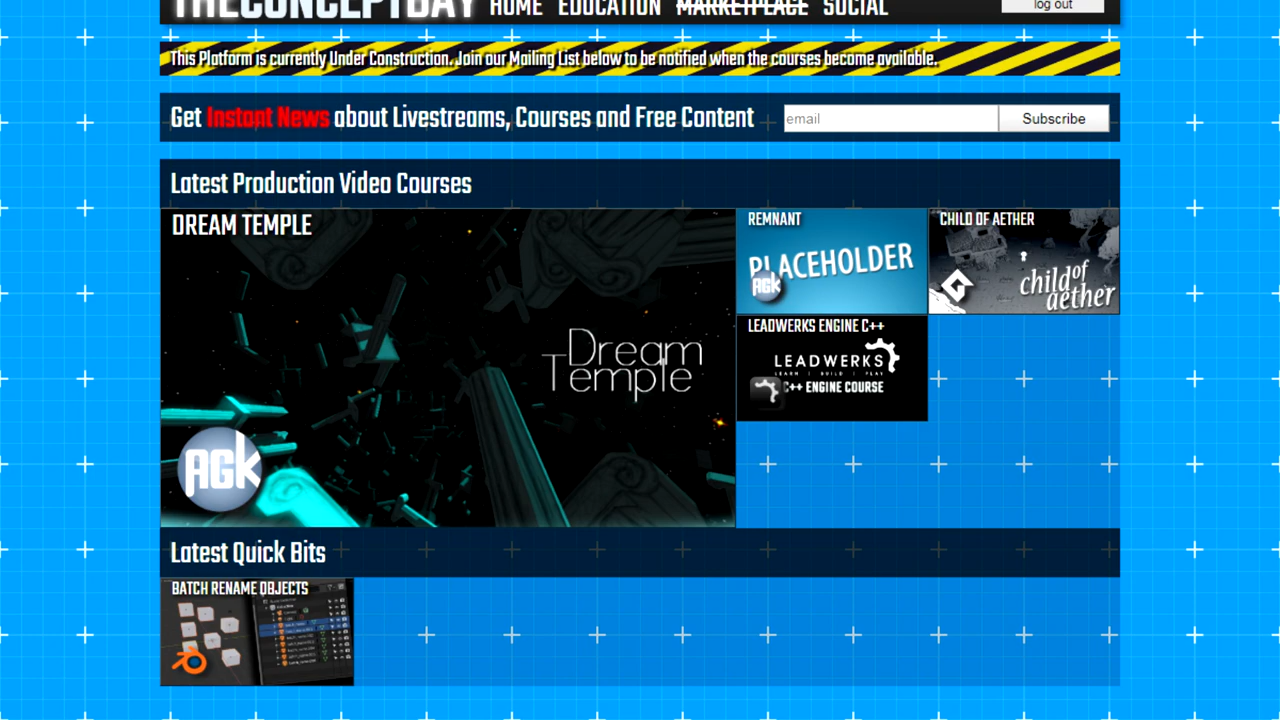 THECONCEPTBAY HOME EDUCATION MARKETPLACE SOCIAL log out
This Platform is currently Under Construction. Join our Mailing List below to be notified when the courses become available.
Get Instant News about Livestreams, Courses and Free Content email Subscribe
Latest Production Video Courses
DREAM TEMPLE
Dream
Temple
AGK
REMNANT
PLACEHOLDER
AGK
CHILD OF AETHER
child of
aether
LEADWERKS ENGINE C++
LEADWERKS
LEARN | BUILD | PLAY
C++ ENGINE COURSE
Latest Quick Bits
BATCH RENAME OBJECTS